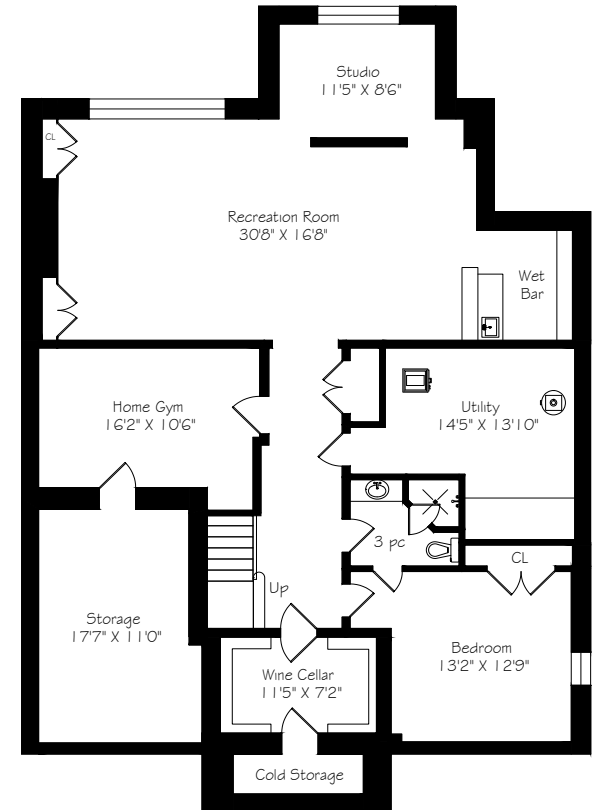 Studio
11'5" X 8'6"
CL
Recreation Room
30'8" X 16'8"
Wet
Bar
Home Gym
16'2" X 10'6"
Utility
14'5" X 13'10"
3 pc
CL
Up
Storage
17'7" X 11'0"
Bedroom
13'2" X 12'9"
Wine Cellar
11'5" X 7'2"
Cold Storage